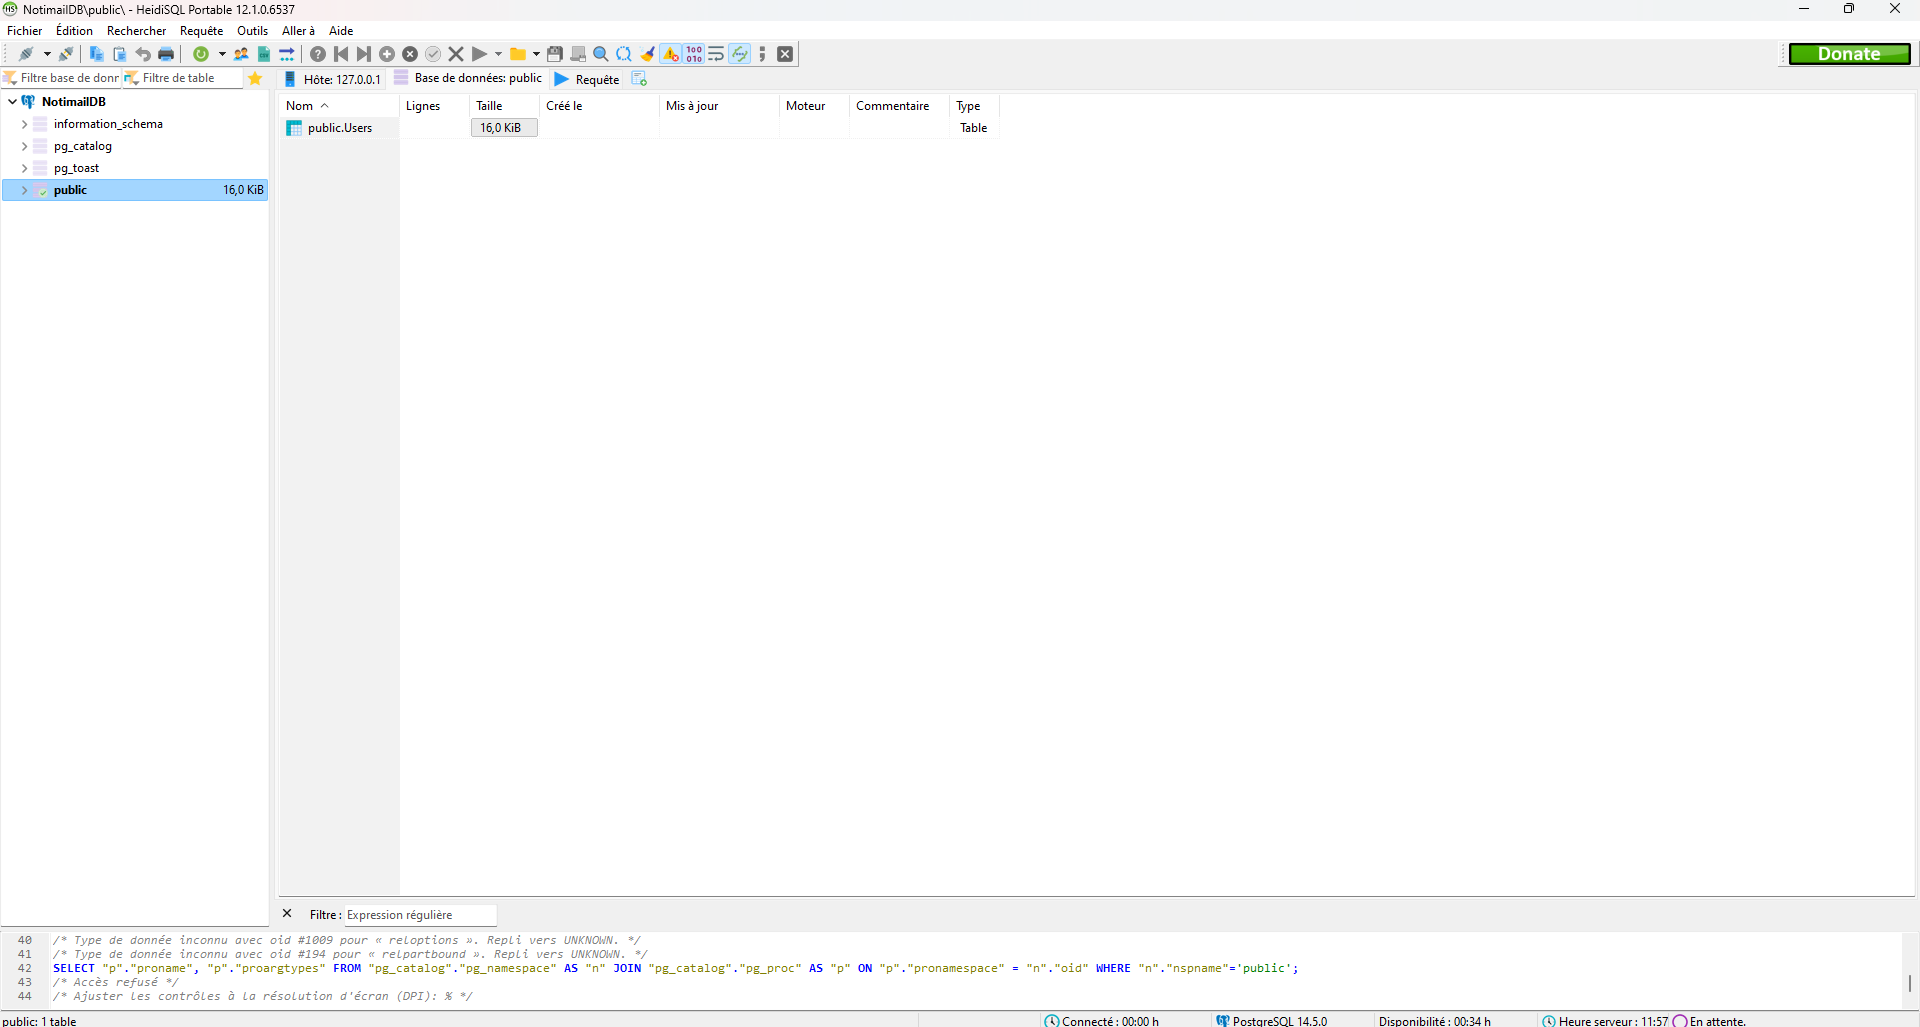 NotimailDB\public\ - HeidiSQL Portable 12.1.0.6537
Fichier Édition Rechercher Requête Outils Aller à Aide
Donate
Filtre base de donr Filtre de table Hôte: 127.0.0.1 Base de données: public Requête
NotimailDB
information_schema
pg_catalog
pg_toast
public 16,0 KiB
Nom Lignes Taille Créé le Mis à jour Moteur Commentaire Type
public.Users 16,0 KiB Table
Filtre : Expression régulière
40 /* Type de donnée inconnu avec oid #1009 pour « reloptions ». Repli vers UNKNOWN. */
41 /* Type de donnée inconnu avec oid #194 pour « relpartbound ». Repli vers UNKNOWN. */
42 SELECT "p"."proname", "p"."proargtypes" FROM "pg_catalog"."pg_namespace" AS "n" JOIN "pg_catalog"."pg_proc" AS "p" ON "p"."pronamespace" = "n"."oid" WHERE "n"."nspname"='public';
43 /* Accès refusé */
44 /* Ajuster les contrôles à la résolution d'écran (DPI): % */
public: 1 table Connecté : 00:00 h PostgreSQL 14.5.0 Disponibilité : 00:34 h Heure serveur : 11:57 En attente.